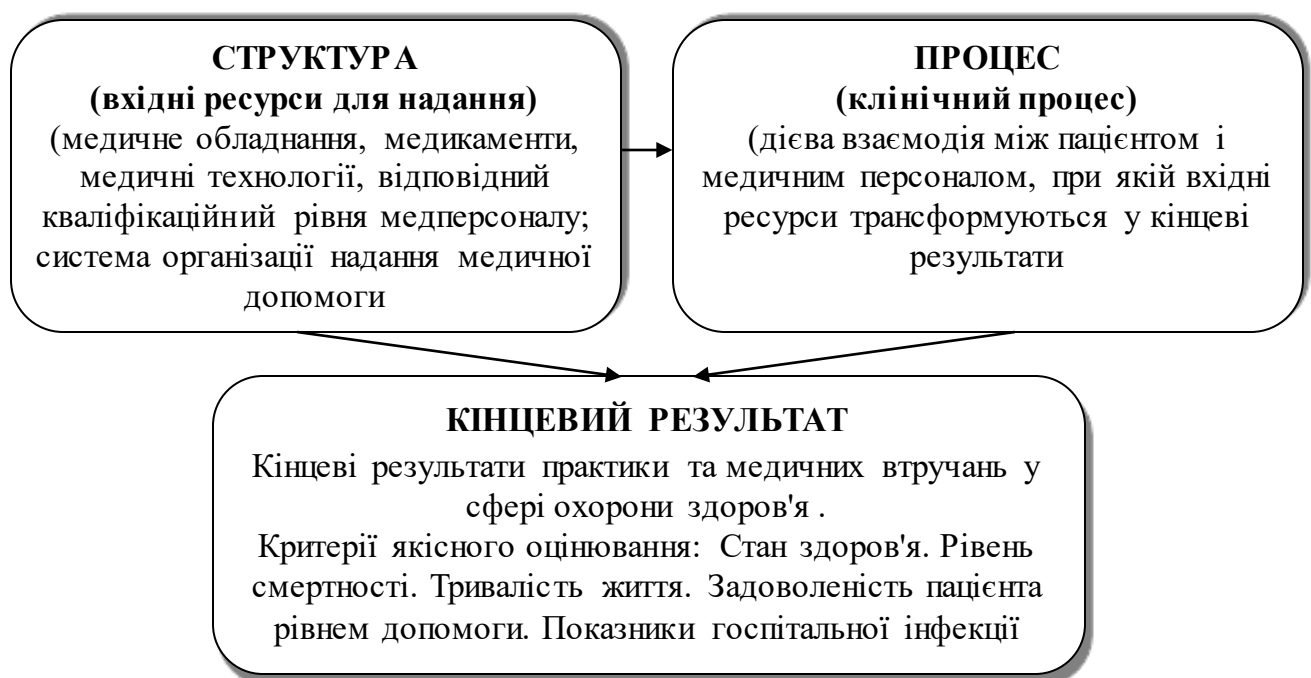 СТРУКТУРА
(вхідні ресурси для надання)
(медичне обладнання, медикаменти,
медичні технології, відповідний
кваліфікаційний рівня медперсоналу;
система організації надання медичної
допомоги
ПРОЦЕС
(клінічний процес)
(дієва взаємодія між пацієнтом і
медичним персоналом, при якій вхідні
ресурси трансформуються у кінцеві
результати
КІНЦЕВИЙ РЕЗУЛЬТАТ
Кінцеві результати практики та медичних втручань у
сфері охорони здоров'я .
Критерії якісного оцінювання: Стан здоров'я. Рівень
смертності. Тривалість життя. Задоволеність пацієнта
рівнем допомоги. Показники госпітальної інфекції